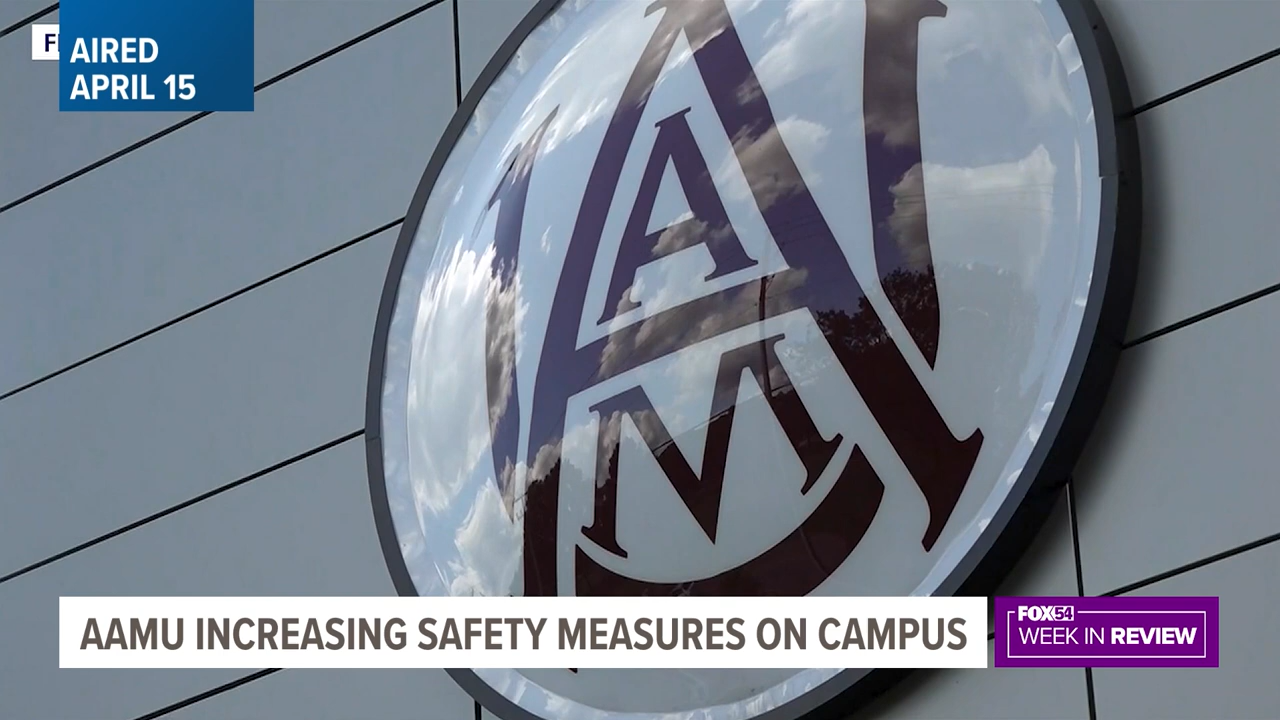 AIRED
APRIL 15
A
M
AAMU INCREASING SAFETY MEASURES ON CAMPUS
FOX54
WEEK IN REVIEW